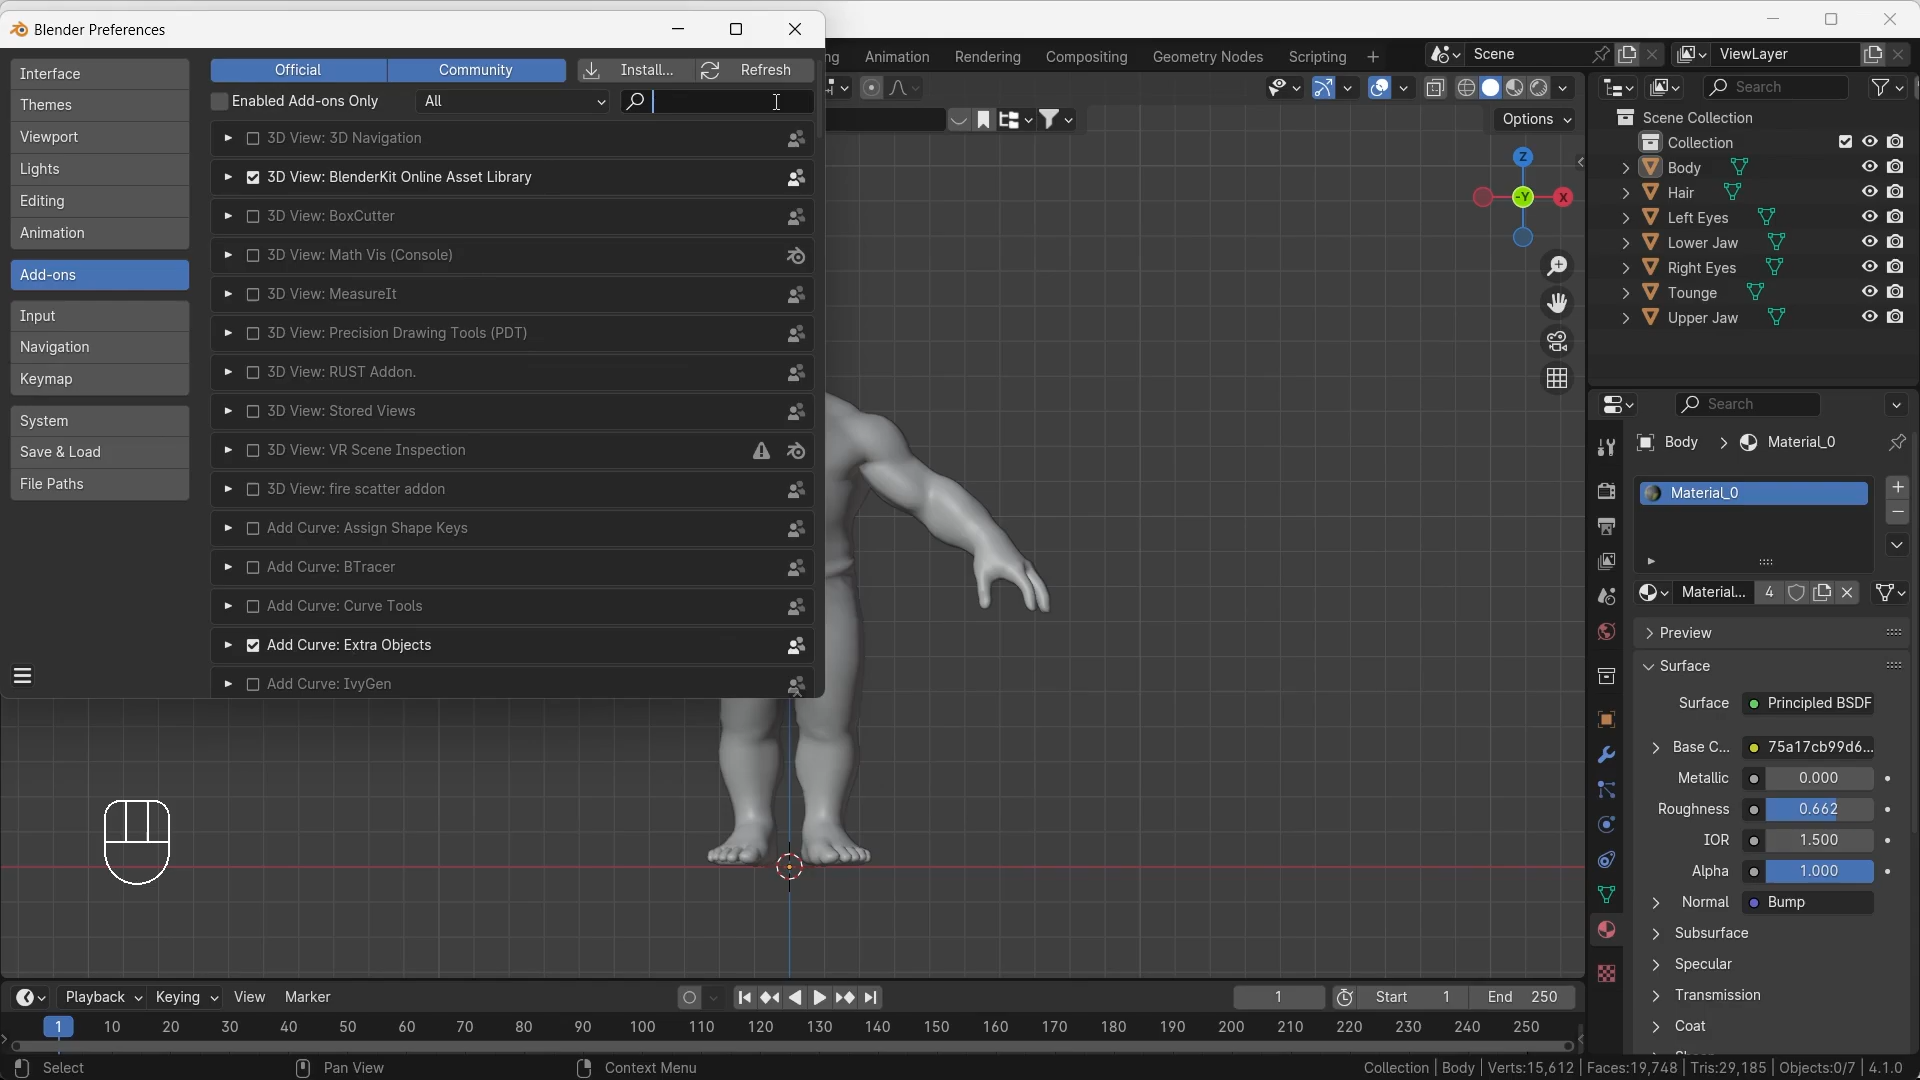 Blender Preferences
Interface
Themes
Viewport
Lights
Editing
Animation
Add-ons
Input
Navigation
Keymap
System
Save & Load
File Paths
Official
Community
Install...
Refresh
Enabled Add-ons Only
All
3D View: 3D Navigation
3D View: BlenderKit Online Asset Library
3D View: BoxCutter
3D View: Math Vis (Console)
3D View: MeasureIt
3D View: Precision Drawing Tools (PDT)
3D View: RUST Addon.
3D View: Stored Views
3D View: VR Scene Inspection
3D View: fire scatter addon
Add Curve: Assign Shape Keys
Add Curve: BTracer
Add Curve: Curve Tools
Add Curve: Extra Objects
Add Curve: IvyGen
ng Animation Rendering Compositing Geometry Nodes Scripting
Scene
ViewLayer
Options
Z
-Y
X
Search
Scene Collection
Collection
Body
Hair
Left Eyes
Lower Jaw
Right Eyes
Tounge
Upper Jaw
Search
Body
Material_0
Material_0
Material...
4
Preview
Surface
Surface Principled BSDF
Base C... 75a17cb99d6...
Metallic 0.000
Roughness 0.662
IOR 1.500
Alpha 1.000
Normal Bump
Subsurface
Specular
Transmission
Coat
Playback Keying View Marker
1
Start 1
End 250
1 10 20 30 40 50 60 70 80 90 100 110 120 130 140 150 160 170 180 190 200 210 220 230 240 250
Select
Pan View
Context Menu
Collection | Body | Verts:15,612 | Faces:19,748 | Tris:29,185 | Objects:0/7 | 4.1.0